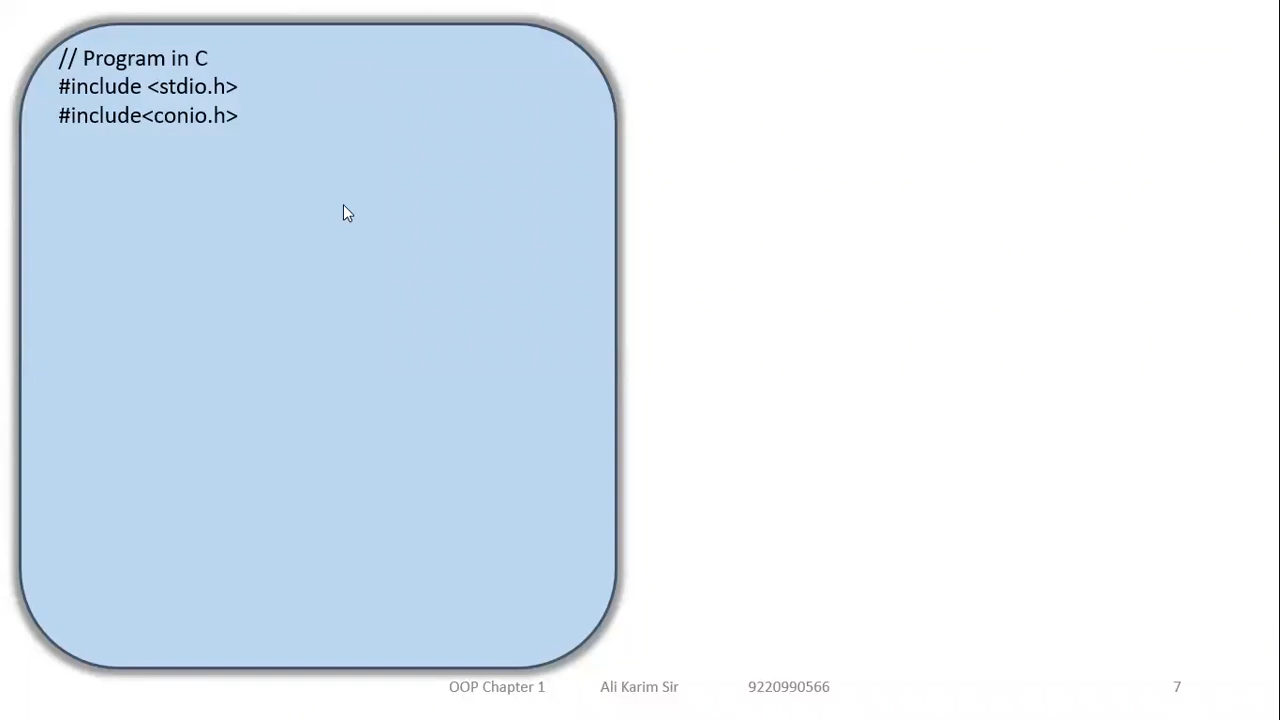 // Program in C
#include <stdio.h>
#include<conio.h>
OOP Chapter 1 Ali Karim Sir 9220990566 7